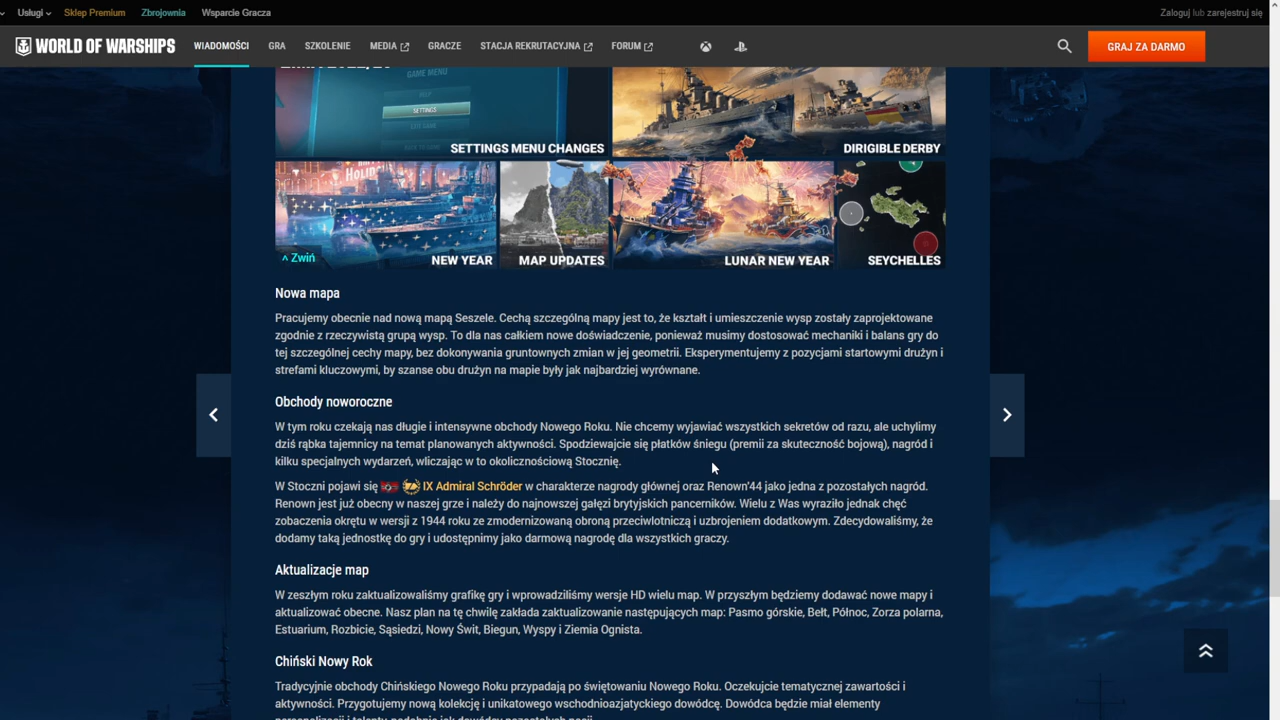 Usługi
Sklep Premium
Zbrojownia
Wsparcie Gracza
Zaloguj lub zarejestruj się
WORLD OF WARSHIPS
WIADOMOŚCI
GRA
SZKOLENIE
MEDIA
GRACZE
STACJA REKRUTACYJNA
FORUM
GRAJ ZA DARMO
GAME MENU
HELP
SETTINGS
SETTINGS MENU CHANGES
DIRIGIBLE DERBY
^ Zwiń
NEW YEAR
MAP UPDATES
LUNAR NEW YEAR
SEYCHELLES
Nowa mapa
Pracujemy obecnie nad nową mapą Seszele. Cechą szczególną mapy jest to, że kształt i umieszczenie wysp zostały zaprojektowane
zgodnie z rzeczywistą grupą wysp. To dla nas całkiem nowe doświadczenie, ponieważ musimy dostosować mechaniki i balans gry do
tej szczególnej cechy mapy, bez dokonywania gruntownych zmian w jej geometrii. Eksperymentujemy z pozycjami startowymi drużyn i
strefami kluczowymi, by szanse obu drużyn na mapie były jak najbardziej wyrównane.
Obchody noworoczne
W tym roku czekają nas długie i intensywne obchody Nowego Roku. Nie chcemy wyjawiać wszystkich sekretów od razu, ale uchylimy
dziś rąbka tajemnicy na temat planowanych aktywności. Spodziewajcie się płatków śniegu (premii za skuteczność bojową), nagród i
kilku specjalnych wydarzeń, wliczając w to okolicznościową Stocznię.
W Stoczni pojawi się IX Admiral Schröder w charakterze nagrody głównej oraz Renown'44 jako jedna z pozostałych nagród.
Renown jest już obecny w naszej grze i należy do najnowszej gałęzi brytyjskich pancerników. Wielu z Was wyraziło jednak chęć
zobaczenia okrętu w wersji z 1944 roku ze zmodernizowaną obroną przeciwlotniczą i uzbrojeniem dodatkowym. Zdecydowaliśmy, że
dodamy taką jednostkę do gry i udostępnimy jako darmową nagrodę dla wszystkich graczy.
Aktualizacje map
W zeszłym roku zaktualizowaliśmy grafikę gry i wprowadziliśmy wersje HD wielu map. W przyszłym będziemy dodawać nowe mapy i
aktualizować obecne. Nasz plan na tę chwilę zakłada zaktualizowanie następujących map: Pasmo górskie, Bełt, Północ, Zorza polarna,
Estuarium, Rozbicie, Sąsiedzi, Nowy Świt, Biegun, Wyspy i Ziemia Ognista.
Chiński Nowy Rok
Tradycyjnie obchody Chińskiego Nowego Roku przypadają po świętowaniu Nowego Roku. Oczekujcie tematycznej zawartości i
aktywności. Przygotujemy nową kolekcję i unikatowego wschodnioazjatyckiego dowódcę. Dowódca będzie miał elementy